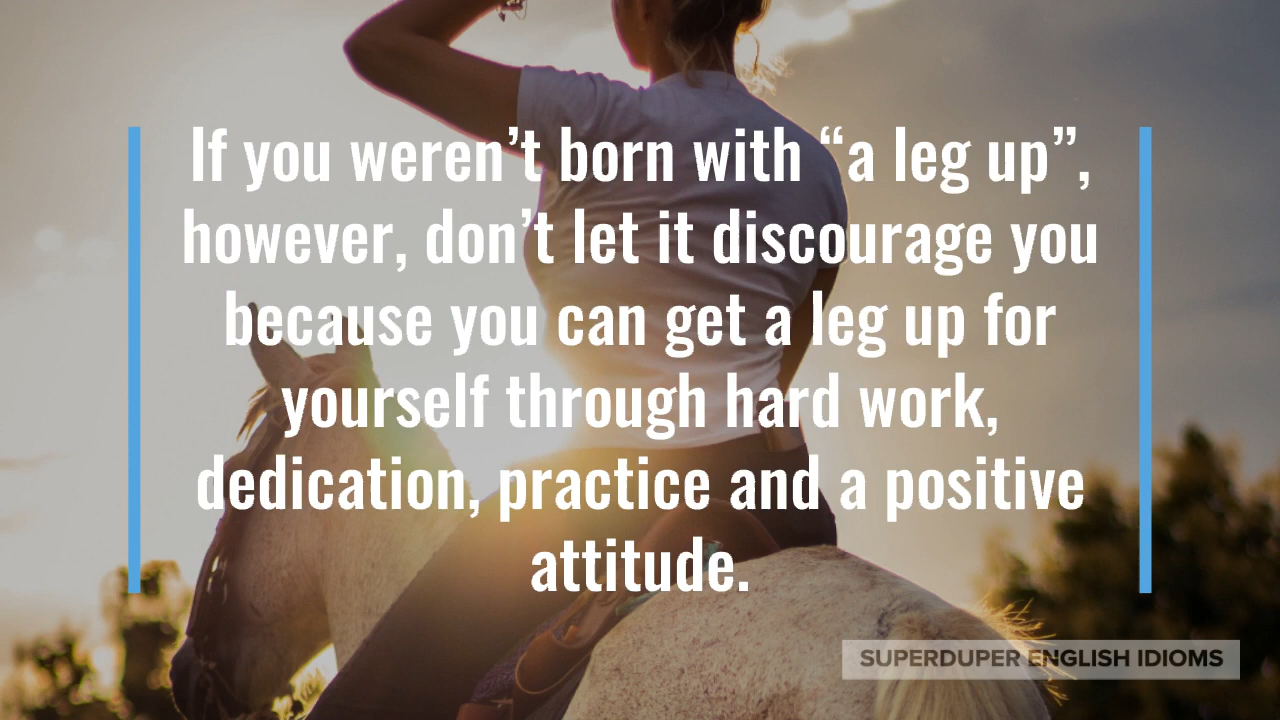 If you weren’t born with “a leg up”,
however, don’t let it discourage you
because you can get a leg up for
yourself through hard work,
dedication, practice and a positive
attitude.
SUPERDUPER ENGLISH IDIOMS